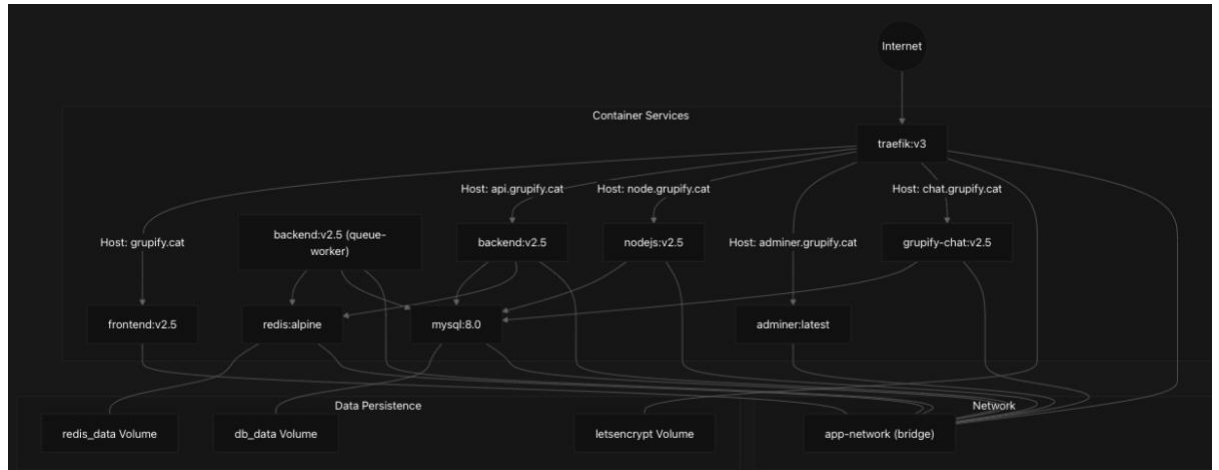 Internet
Container Services
traefik:v3
Host: api.grupify.cat
Host: node.grupify.cat
Host: chat.grupify.cat
Host: grupify.cat
backend:v2.5 (queue-
worker)
backend:v2.5
nodejs:v2.5
Host: adminer.grupify.cat
grupify-chat:v2.5
frontend:v2.5
redis:alpine
mysql:8.0
adminer:latest
Data Persistence
Network
redis_data Volume
db_data Volume
letsencrypt Volume
app-network (bridge)